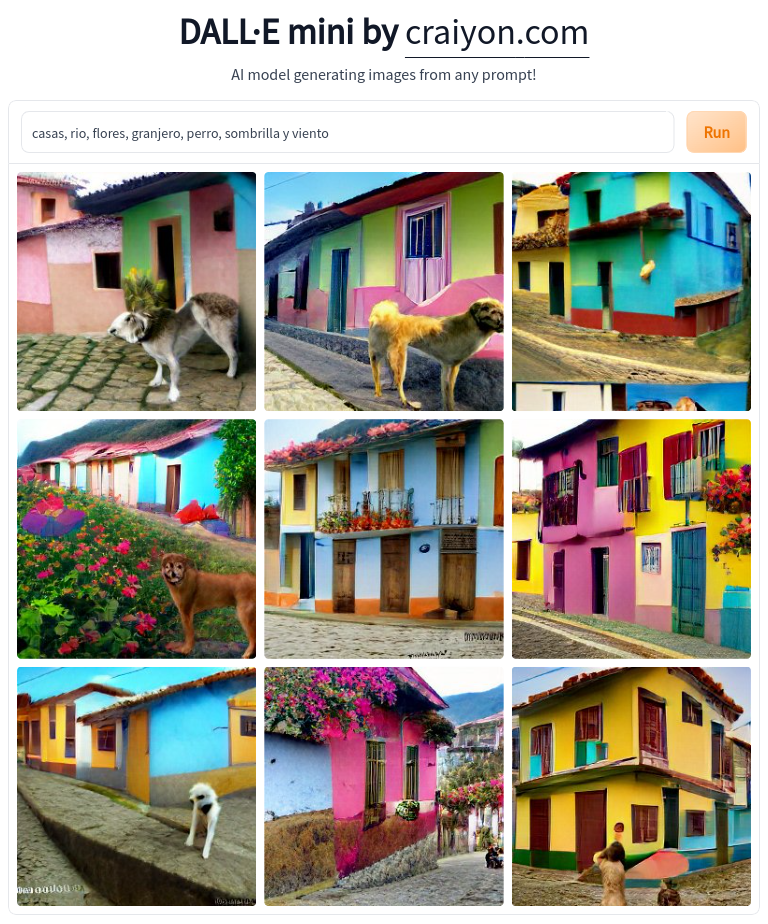 DALL·E mini by craiyon.com
AI model generating images from any prompt!
casas, rio, flores, granjero, perro, sombrilla y viento
Run